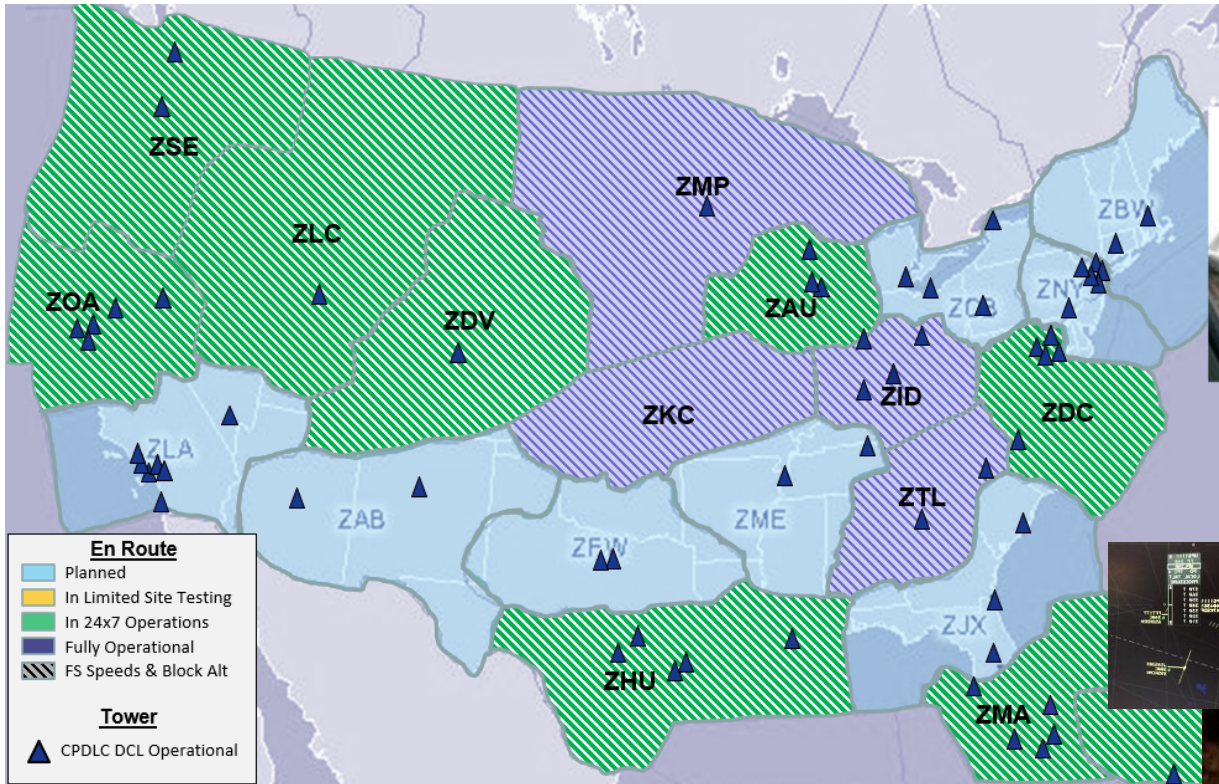 ZSE
ZMP
ZBW
ZLC
ZOA
ZAU
ZOB
ZNY
ZDV
ZKC
ZID
ZDC
ZLA
ZTL
ZAB
ZFW
ZME
ZJX
ZHU
ZMA
En Route
Planned
In Limited Site Testing
In 24x7 Operations
Fully Operational
FS Speeds & Block Alt
Tower
CPDLC DCL Operational